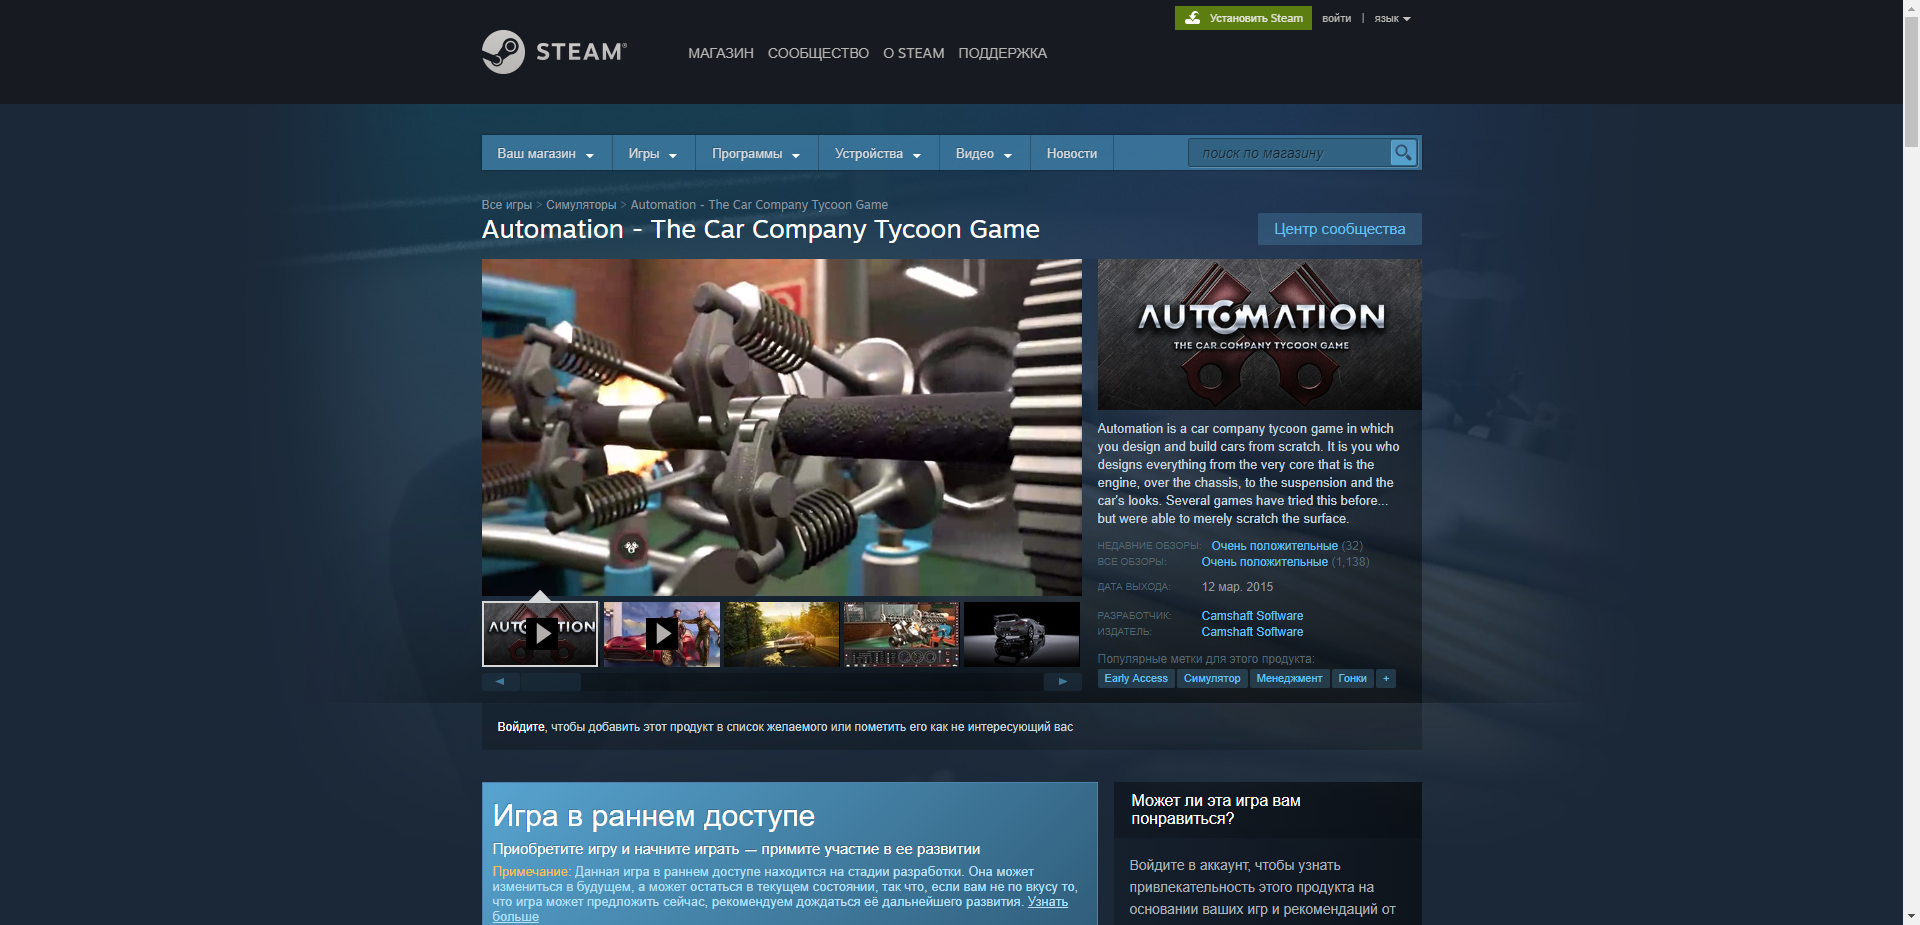 Установить Steam
войти | язык
STEAM®
МАГАЗИН СООБЩЕСТВО О STEAM ПОДДЕРЖКА
Ваш магазин Игры Программы Устройства Видео Новости поиск по магазину
Все игры > Симуляторы > Automation - The Car Company Tycoon Game
Automation - The Car Company Tycoon Game
Центр сообщества
AUTOMATION
THE CAR COMPANY TYCOON GAME
Automation is a car company tycoon game in which
you design and build cars from scratch. It is you who
designs everything from the very core that is the
engine, over the chassis, to the suspension and the
car's looks. Several games have tried this before...
but were able to merely scratch the surface.
НЕДАВНИЕ ОБЗОРЫ: Очень положительные (32)
ВСЕ ОБЗОРЫ: Очень положительные (1,138)
ДАТА ВЫХОДА: 12 мар. 2015
РАЗРАБОТЧИК: Camshaft Software
ИЗДАТЕЛЬ: Camshaft Software
Популярные метки для этого продукта:
Early Access Симулятор Менеджмент Гонки +
Войдите, чтобы добавить этот продукт в список желаемого или пометить его как не интересующий вас
Игра в раннем доступе
Приобретите игру и начните играть — примите участие в ее развитии
Примечание: Данная игра в раннем доступе находится на стадии разработки. Она может
измениться в будущем, а может остаться в текущем состоянии, так что, если вам не по вкусу то,
что игра может предложить сейчас, рекомендуем дождаться её дальнейшего развития. Узнать
больше
Может ли эта игра вам
понравиться?
Войдите в аккаунт, чтобы узнать
привлекательность этого продукта на
основании ваших игр и рекомендаций от